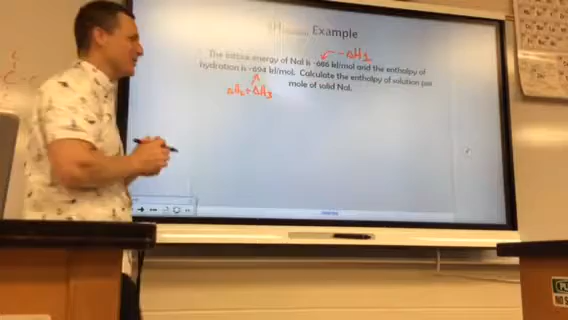 Example
The lattice energy of NaI is -686 kJ/mol and the enthalpy of
hydration is -694 kJ/mol. Calculate the enthalpy of solution per
mole of solid NaI.
-ΔH1
ΔH2+ΔH3
NO